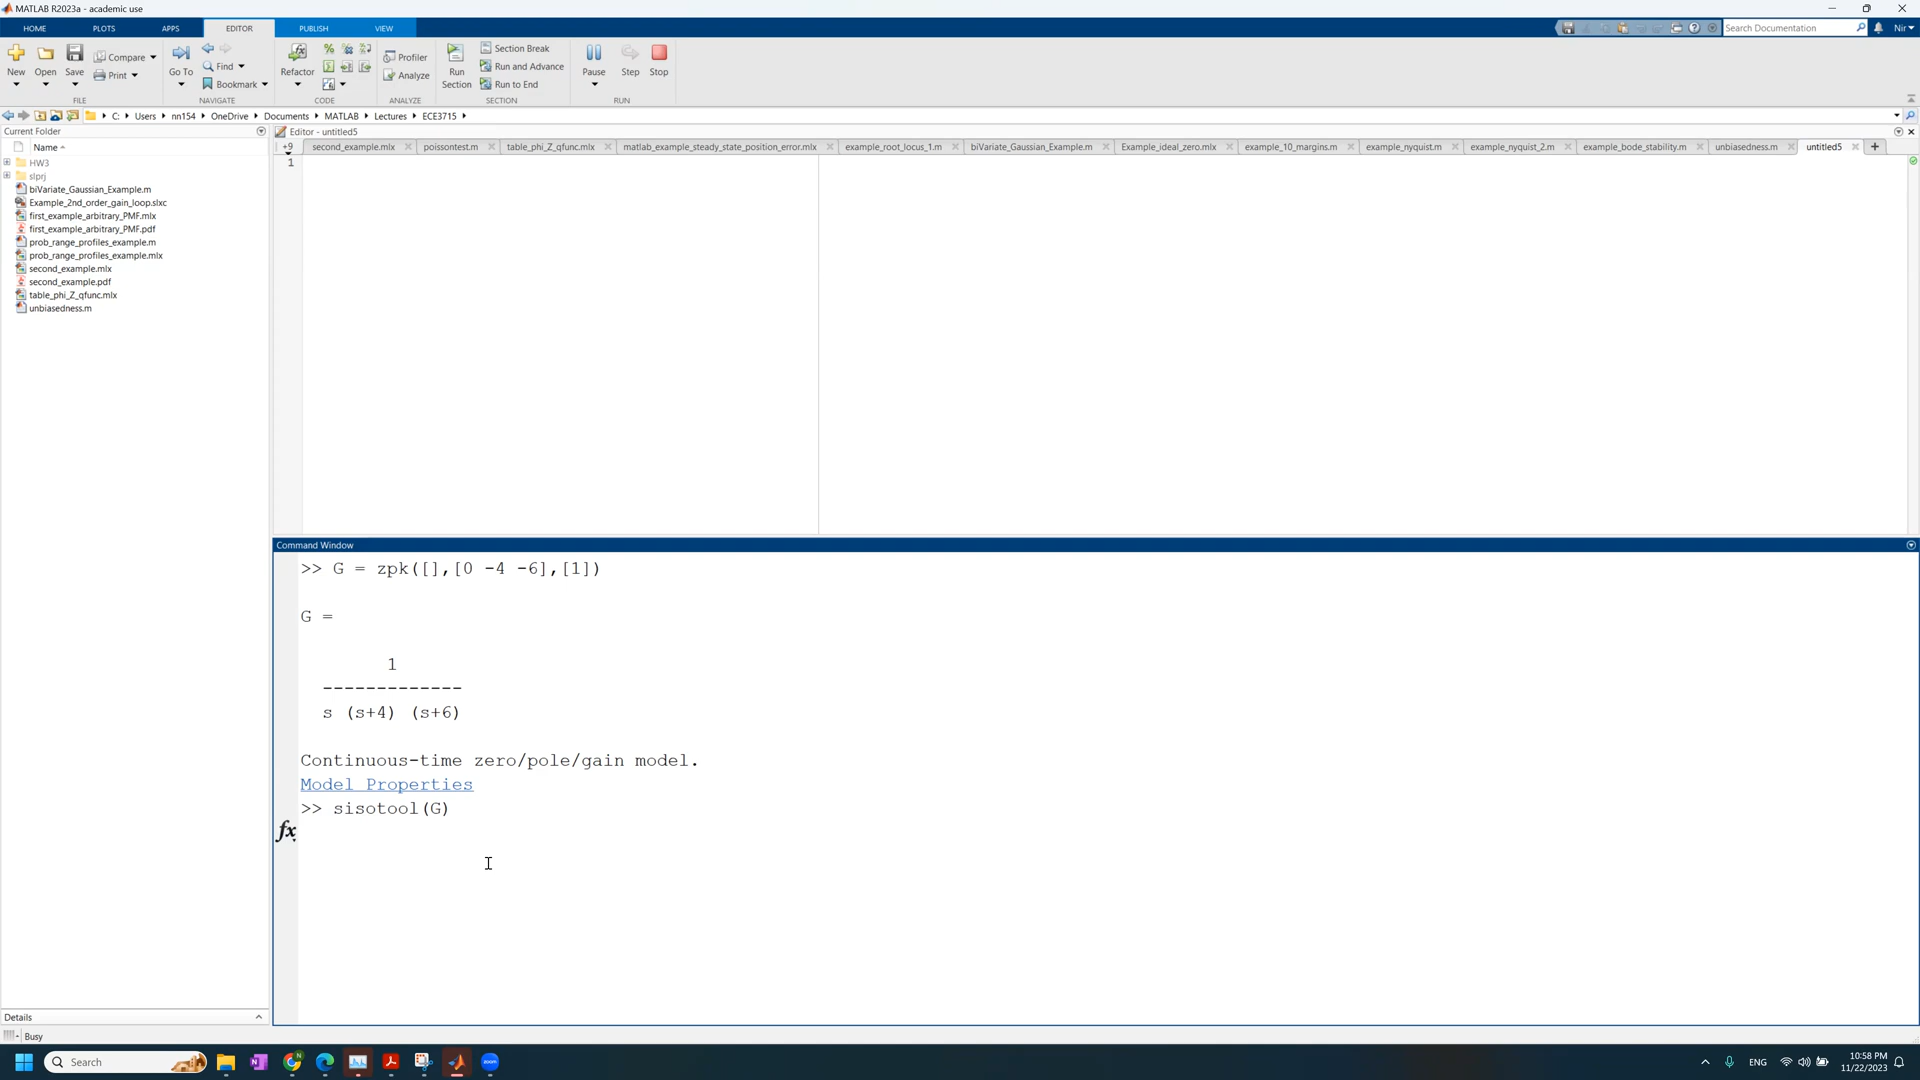 MATLAB R2023a - academic use
HOME PLOTS APPS EDITOR PUBLISH VIEW
Search Documentation Nir
New Open Save Compare Print
Go To Find Bookmark
Refactor
Profiler Analyze
Run Section Section Break Run and Advance Run to End
Pause Step Stop
FILE NAVIGATE CODE ANALYZE SECTION RUN
C: Users nn154 OneDrive Documents MATLAB Lectures ECE3715
Current Folder
Editor - untitled5
Name
+9 second_example.mlx poissontest.m table_phi_Z_qfunc.mlx matlab_example_steady_state_position_error.mlx example_root_locus_1.m biVariate_Gaussian_Example.m Example_ideal_zero.mlx example_10_margins.m example_nyquist.m example_nyquist_2.m example_bode_stability.m unbiasedness.m untitled5
1
HW3
slprj
biVariate_Gaussian_Example.m
Example_2nd_order_gain_loop.slxc
first_example_arbitrary_PMF.mlx
first_example_arbitrary_PMF.pdf
prob_range_profiles_example.m
prob_range_profiles_example.mlx
second_example.mlx
second_example.pdf
table_phi_Z_qfunc.mlx
unbiasedness.m
Command Window
>> G = zpk([],[0 -4 -6],[1])
G =
1
-------------
s (s+4) (s+6)
Continuous-time zero/pole/gain model.
Model Properties
>> sisotool(G)
fx
Details
Busy
Search
zoom
ENG
10:58 PM
11/22/2023